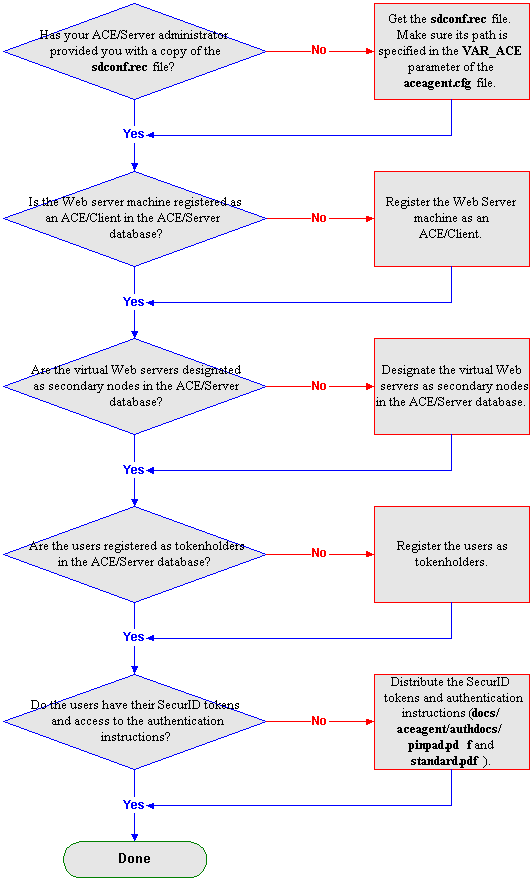 Has your ACE/Server administrator
provided you with a copy of the
sdconf.rec file?
No
Get the sdconf.rec file.
Make sure its path is
specified in the VAR_ACE
parameter of the
aceagent.cfg file.
Yes
Is the Web server machine registered as
an ACE/Client in the ACE/Server
database?
No
Register the Web Server
machine as an
ACE/Client.
Yes
Are the virtual Web servers designated
as secondary nodes in the ACE/Server
database?
No
Designate the virtual Web
servers as secondary nodes
in the ACE/Server database.
Yes
Are the users registered as tokenholders
in the ACE/Server database?
No
Register the users as
tokenholders.
Yes
Do the users have their SecurID tokens
and access to the authentication
instructions?
No
Distribute the SecurID
tokens and authentication
instructions (docs/
aceagent/authdocs/
pinpad.pd f and
standard.pdf ).
Yes
Done